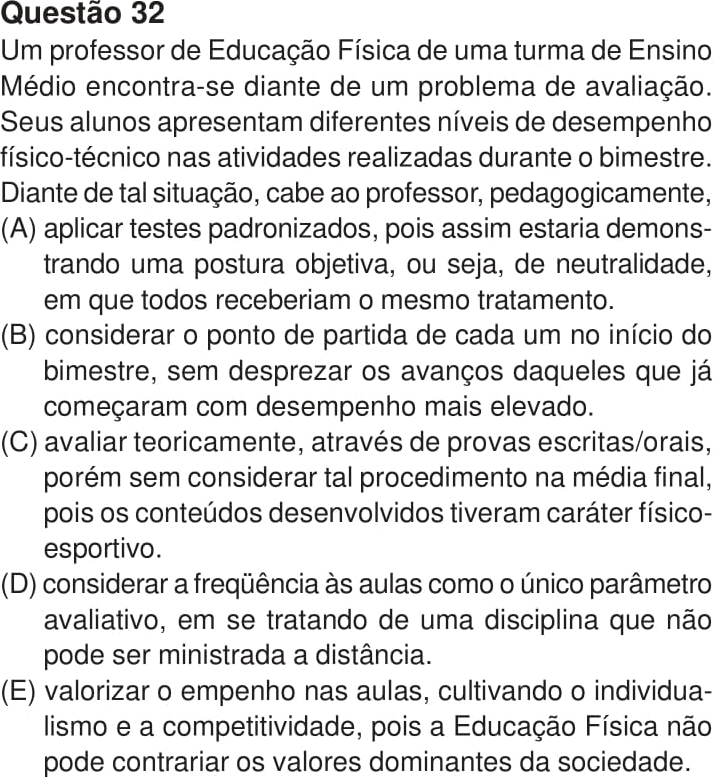 Questão 32
Um professor de Educação Física de uma turma de Ensino
Médio encontra-se diante de um problema de avaliação.
Seus alunos apresentam diferentes níveis de desempenho
físico-técnico nas atividades realizadas durante o bimestre.
Diante de tal situação, cabe ao professor, pedagogicamente,
(A) aplicar testes padronizados, pois assim estaria demons-
trando uma postura objetiva, ou seja, de neutralidade,
em que todos receberiam o mesmo tratamento.
(B) considerar o ponto de partida de cada um no início do
bimestre, sem desprezar os avanços daqueles que já
começaram com desempenho mais elevado.
(C) avaliar teoricamente, através de provas escritas/orais,
porém sem considerar tal procedimento na média final,
pois os conteúdos desenvolvidos tiveram caráter físico-
esportivo.
(D) considerar a freqüência às aulas como o único parâmetro
avaliativo, em se tratando de uma disciplina que não
pode ser ministrada a distância.
(E) valorizar o empenho nas aulas, cultivando o individua-
lismo e a competitividade, pois a Educação Física não
pode contrariar os valores dominantes da sociedade.